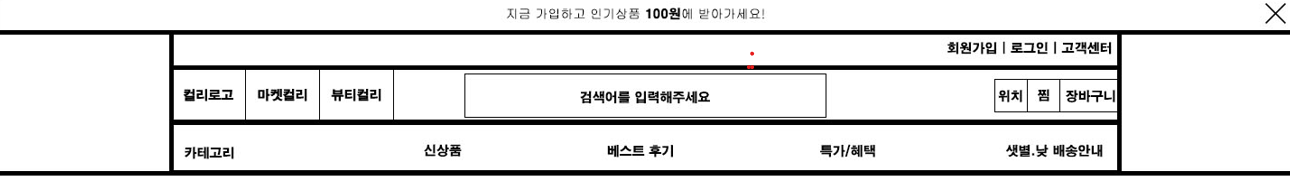 지금 가입하고 인기상품 100원에 받아가세요!
회원가입 | 로그인 | 고객센터
컬리로고 마켓컬리 뷰티컬리 검색어를 입력해주세요 위치 찜 장바구니
카테고리 신상품 베스트 후기 특가/혜택 샛별.낮 배송안내